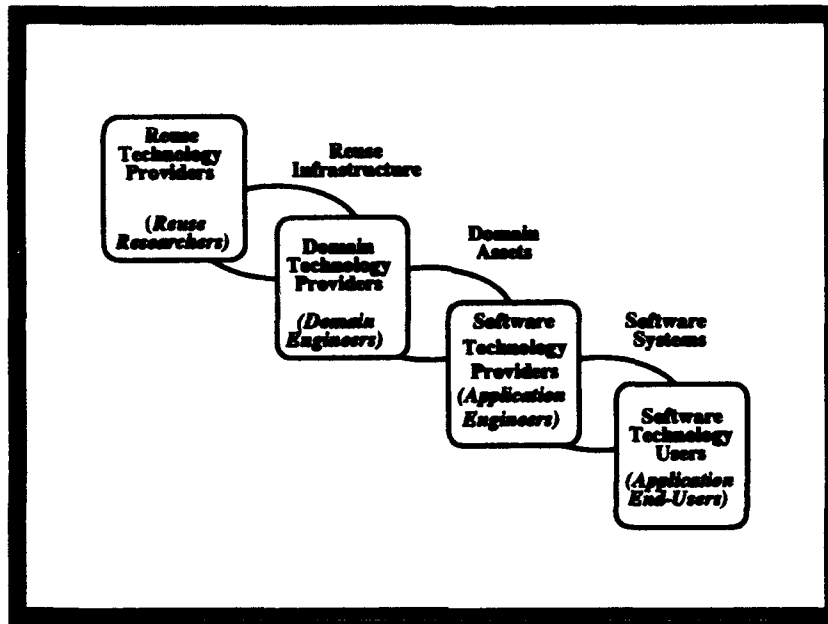 Reuse
Technology
Providers
(Reuse
Researchers)
Reuse
Infrastructure
Domain
Technology
Providers
(Domain
Engineers)
Domain
Assets
Software
Technology
Providers
(Application
Engineers)
Software
Systems
Software
Technology
Users
(Application
End-Users)